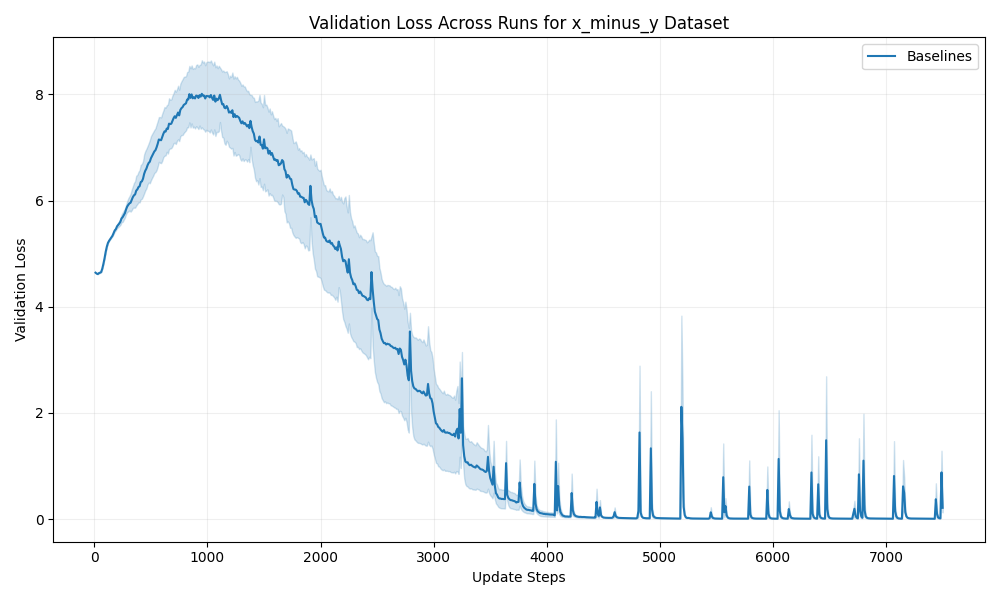 Validation Loss Across Runs for x_minus_y Dataset
Baselines
Validation Loss
8
6
4
2
0
0 1000 2000 3000 4000 5000 6000 7000
Update Steps